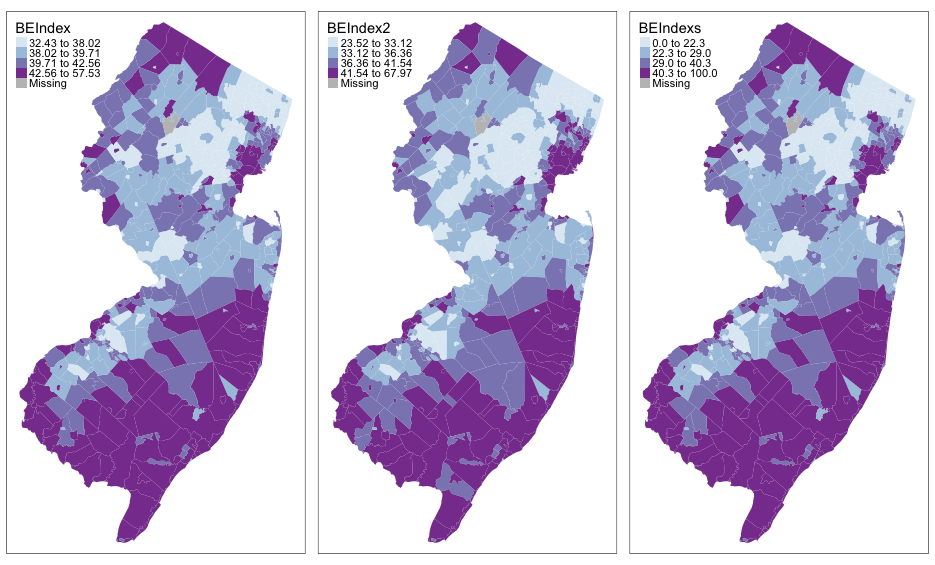 BEIndex
32.43 to 38.02
38.02 to 39.71
39.71 to 42.56
42.56 to 57.53
Missing
BEIndex2
23.52 to 33.12
33.12 to 36.36
36.36 to 41.54
41.54 to 67.97
Missing
BEIndexs
0.0 to 22.3
22.3 to 29.0
29.0 to 40.3
40.3 to 100.0
Missing